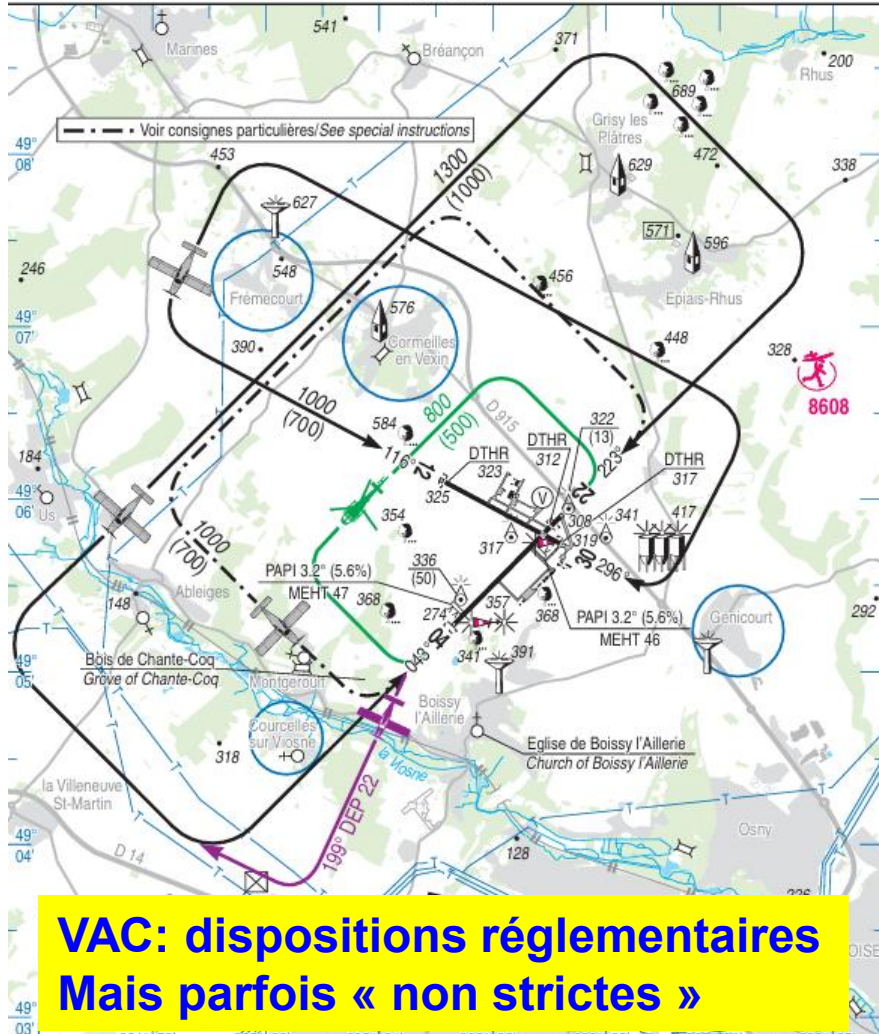 541
Marines
Bréançon
371
200
Rhus
689
Voir consignes particulières/See special instructions
Grisy les
Plâtres
49°
08'
453
1300
(1000)
629
472
338
627
571
596
246
548
Frémecourt
456
Epiais-Rhus
576
49°
07'
390
Cormeilles
en Vexin
448
328
8608
1000
(700)
800
(500)
D 915
584
322
(13)
DTHR
312
223°
DTHR
323
DTHR
317
116°
12
22
184
325
V
49°
06'
Us
308
341
417
354
317
319
1000
(700)
30
296°
336
(50)
PAPI 3.2° (5.6%)
MEHT 47
Ableiges
148
368
274
357
368
PAPI 3.2° (5.6%)
MEHT 46
Genicourt
292
04
043°
341
391
Bois de Chante-Coq
Grove of Chante-Coq
49°
05'
Montgeroult
Boissy
l'Aillerie
Courcelles
sur Viosne
318
Eglise de Boissy l'Aillerie
Church of Boissy l'Aillerie
la Viosne
la Villeneuve
St-Martin
199° DEP 22
Osny
49°
04'
D 14
128
VAC: dispositions réglementaires
Mais parfois « non strictes »
OISE
49°
03'